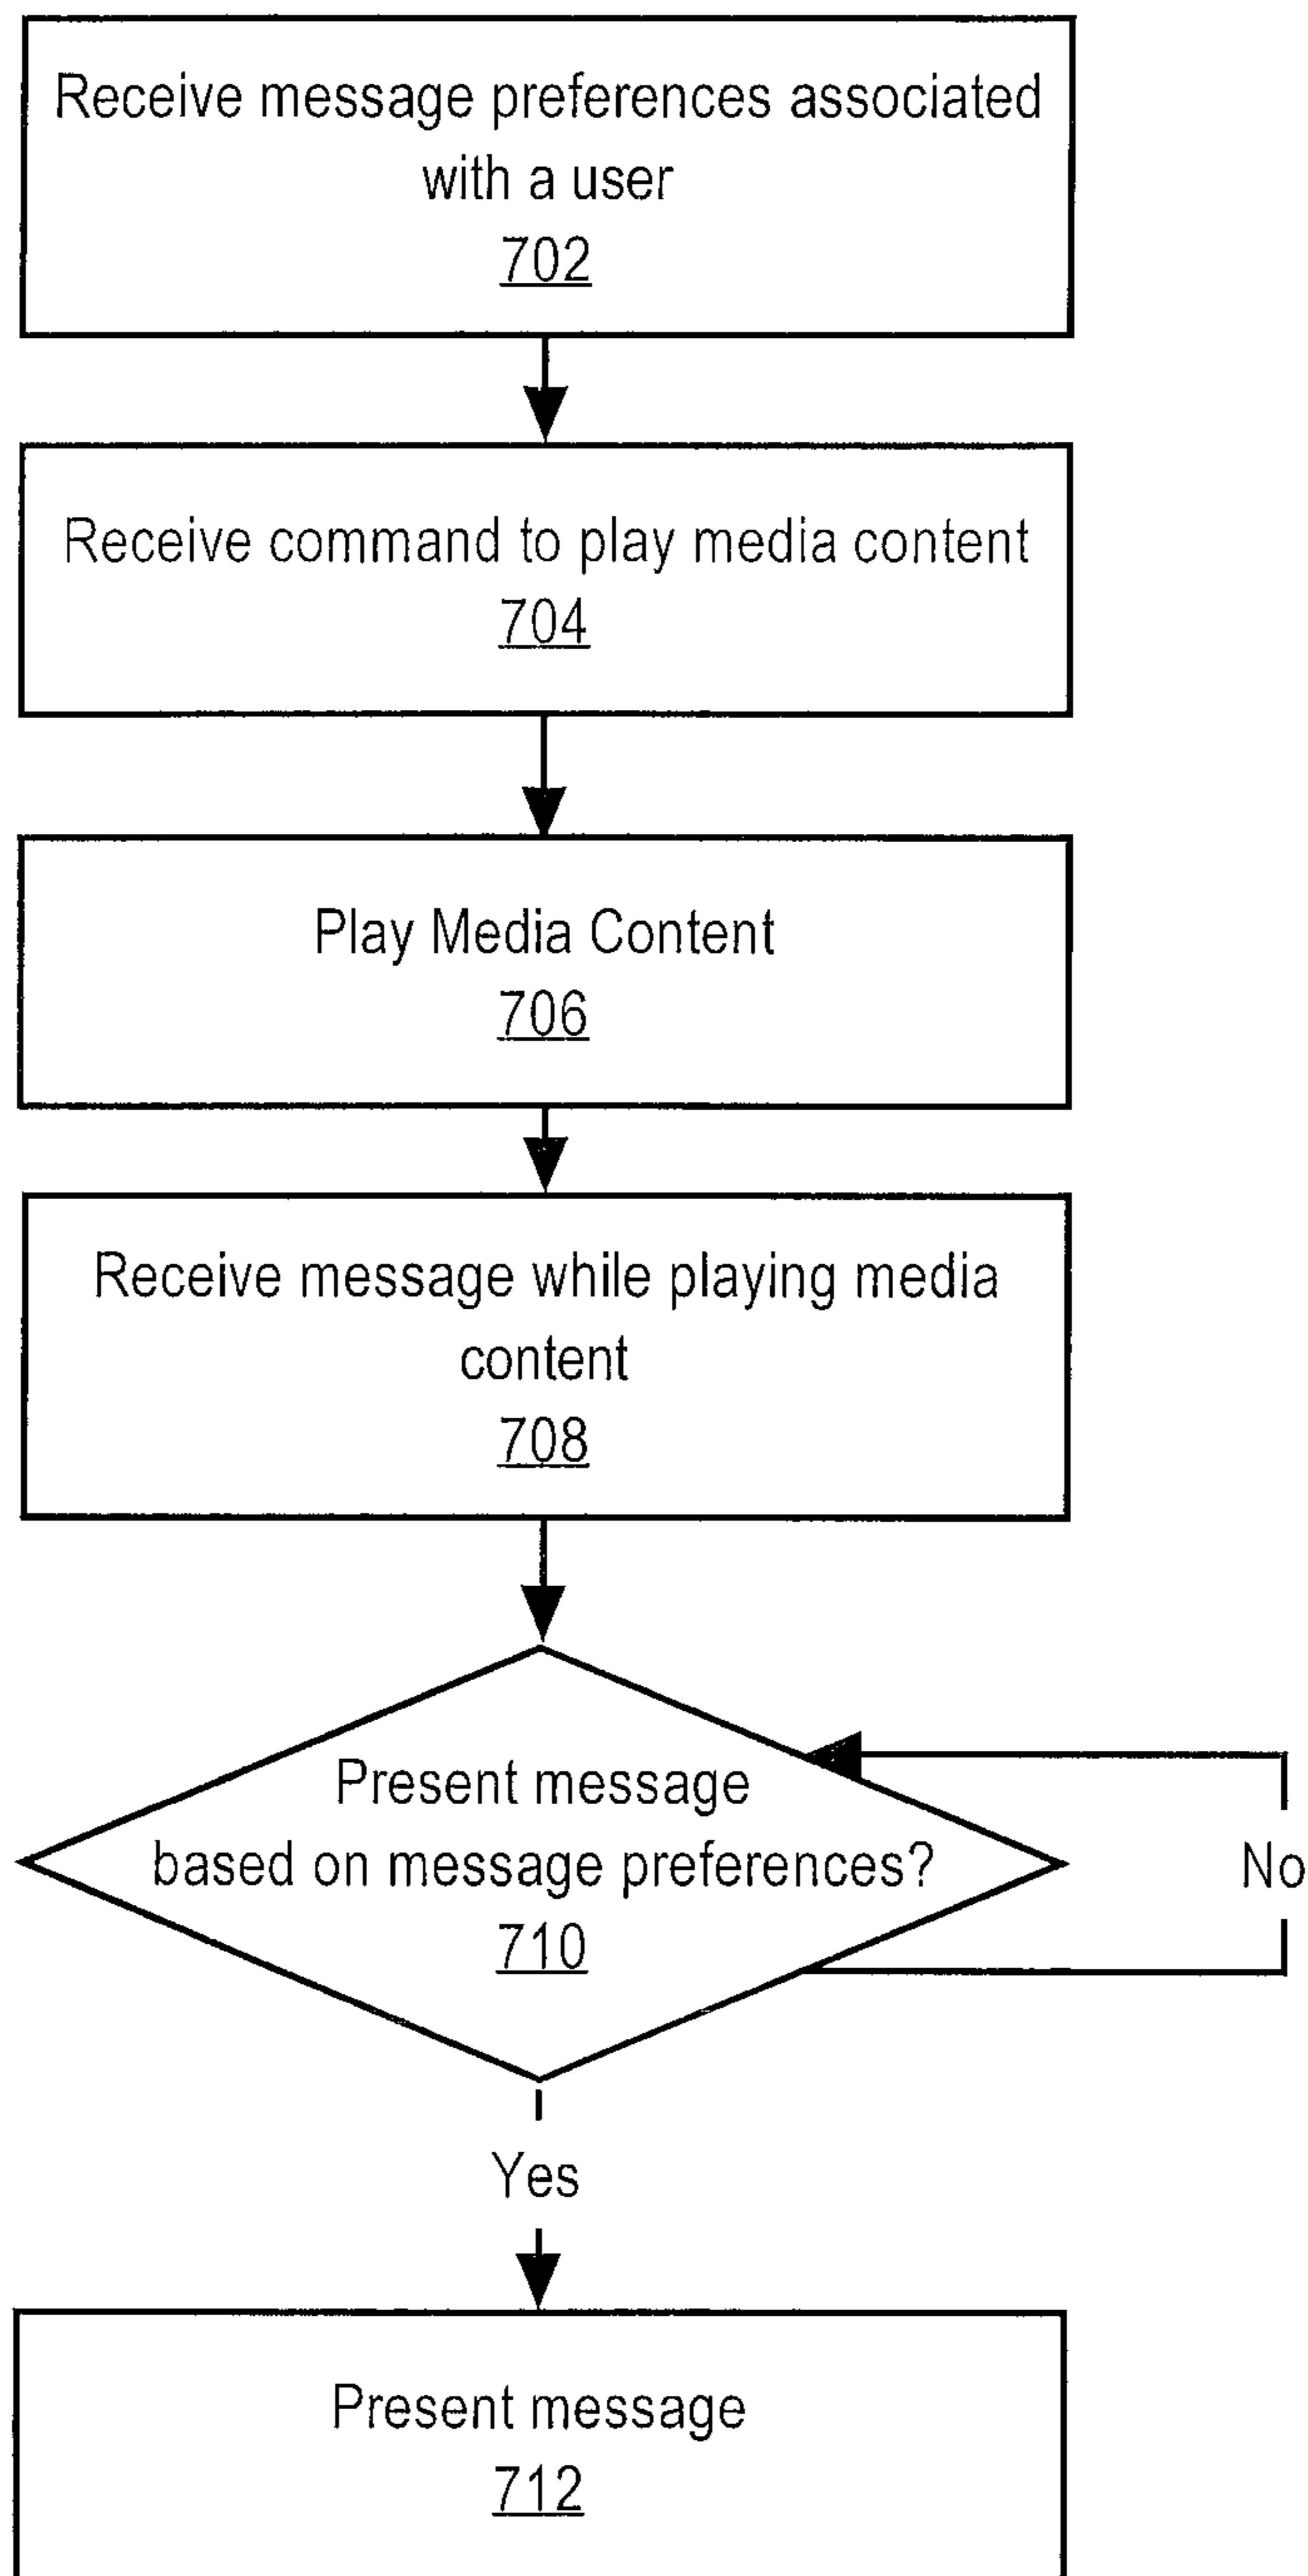 Receive message preferences associated
with a user
702
Receive command to play media content
704
Play Media Content
706
Receive message while playing media
content
708
Present message
based on message preferences?
710
No
Yes
Present message
712